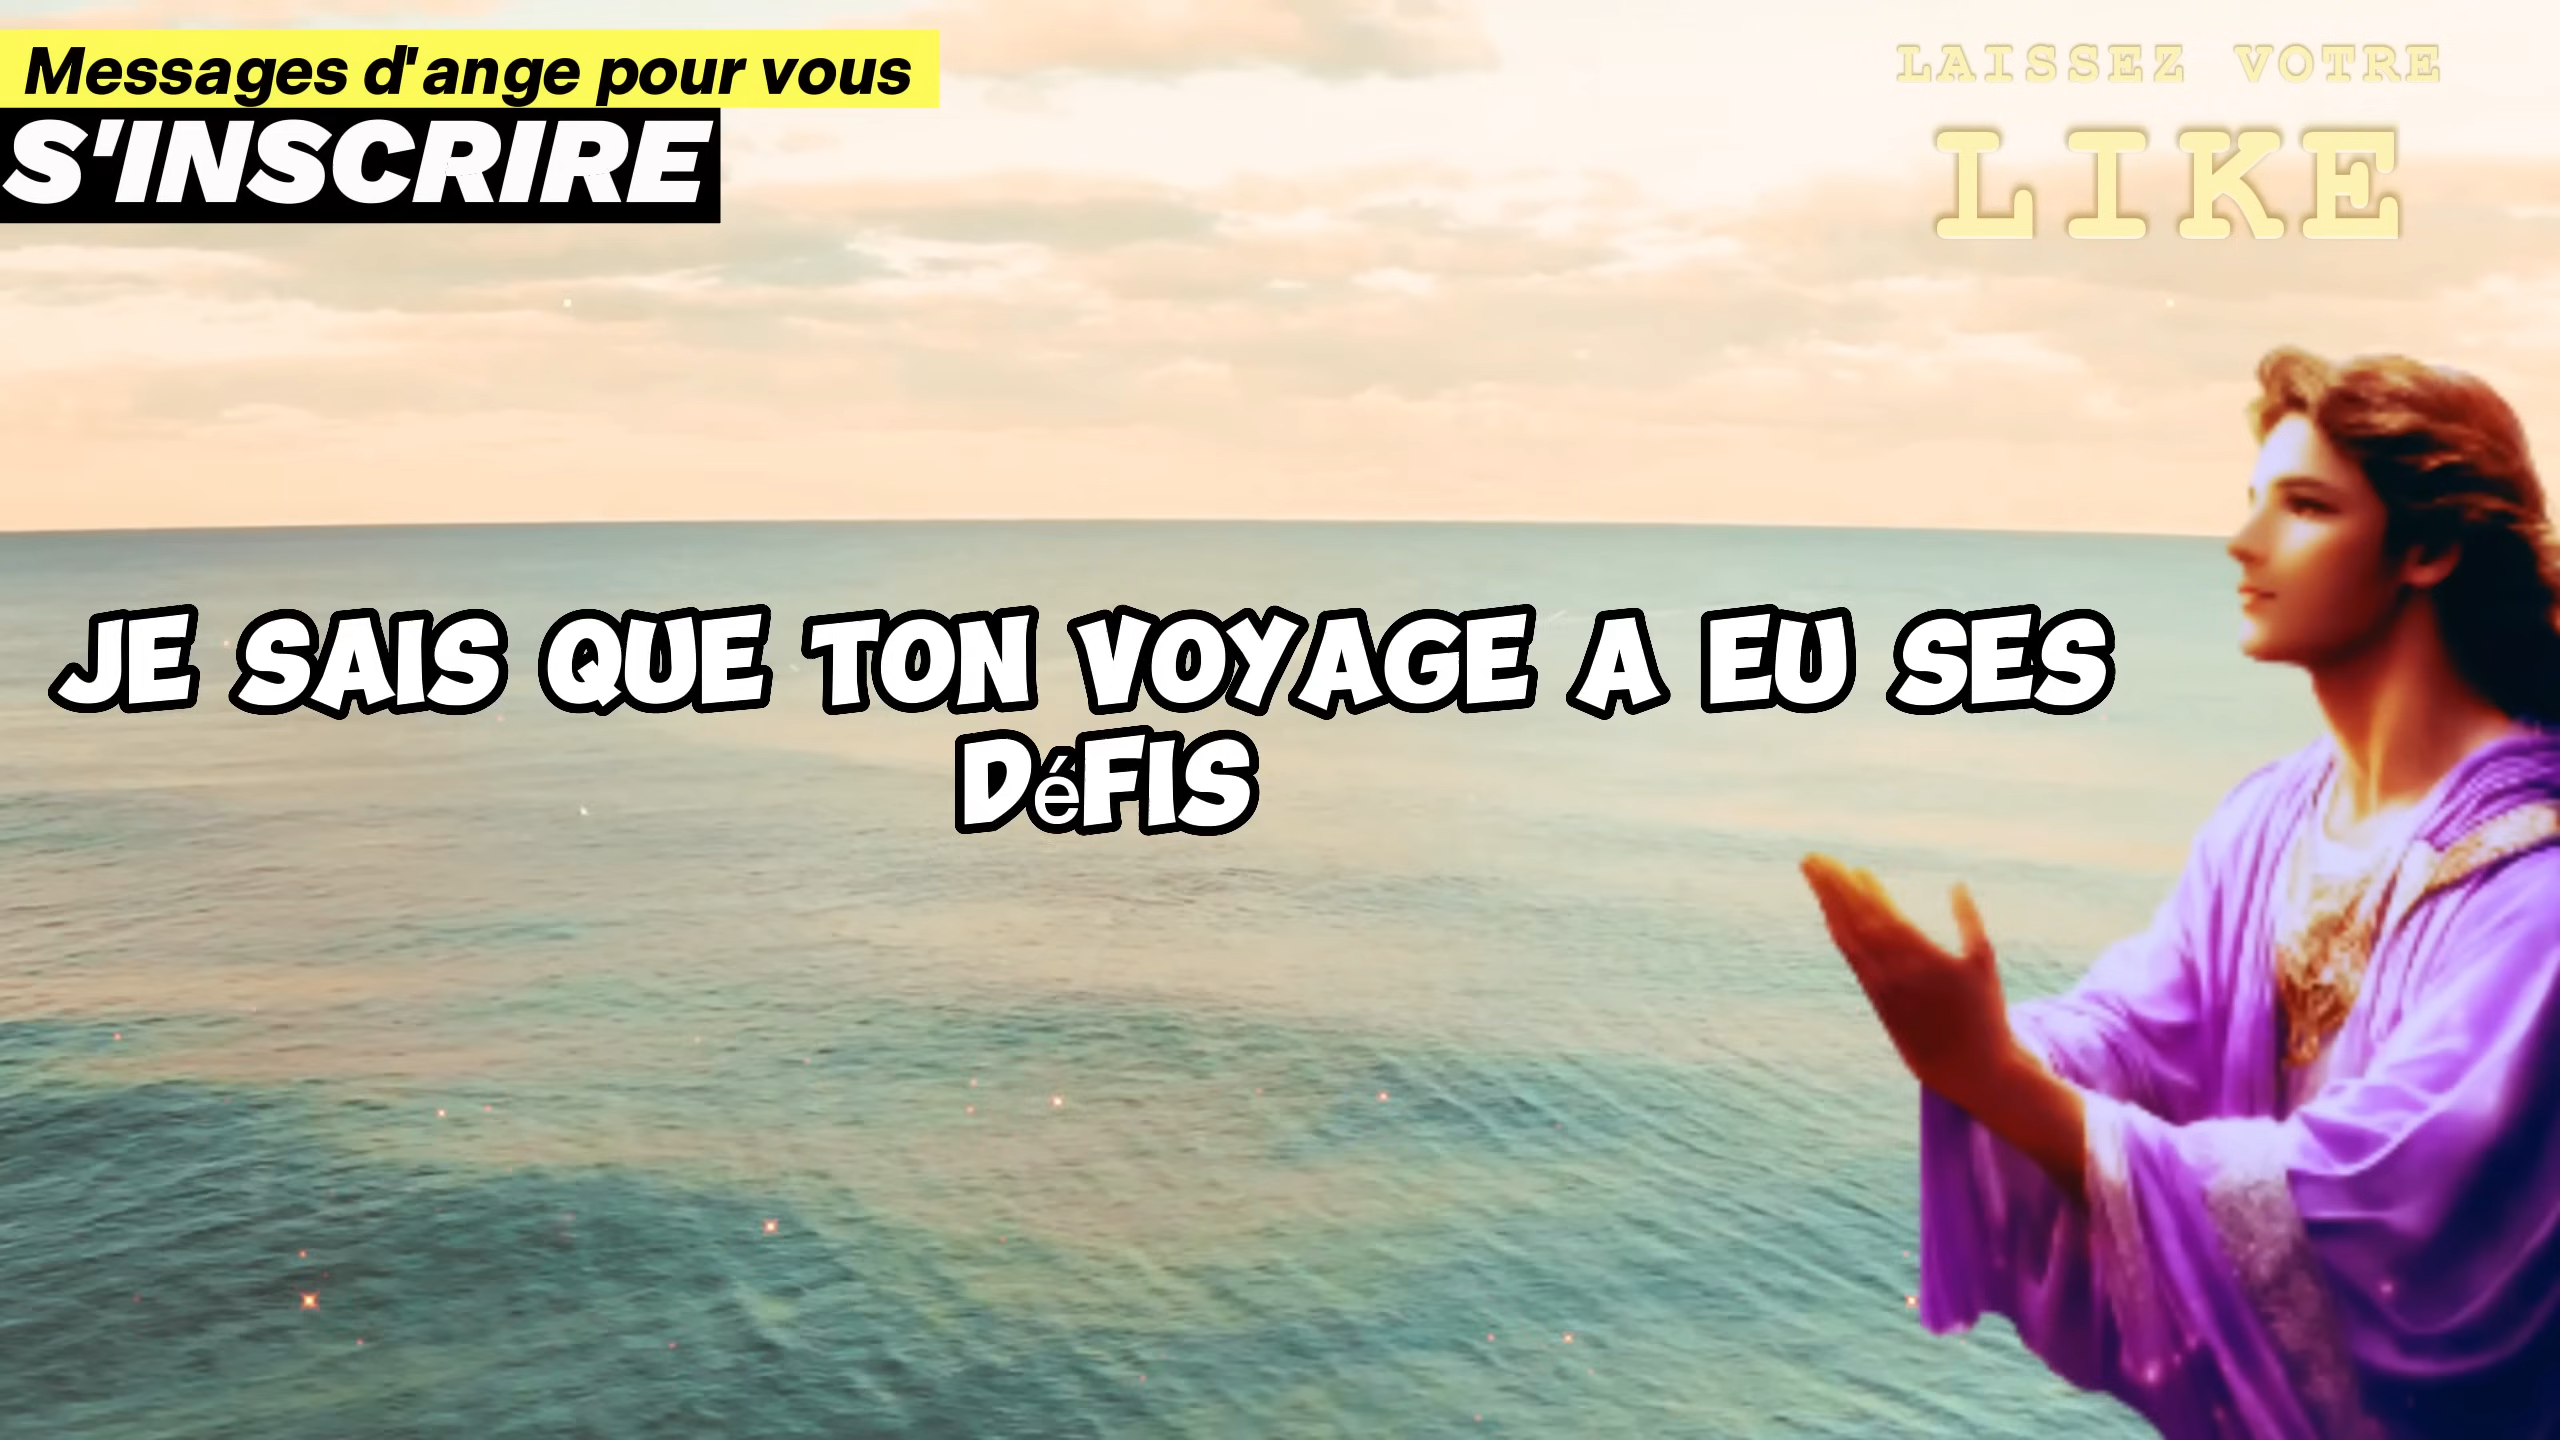 Messages d'ange pour vous
S'INSCRIRE
LAISSEZ VOTRE
LIKE
JE SAIS QUE TON VOYAGE A EU SES
DéFIS